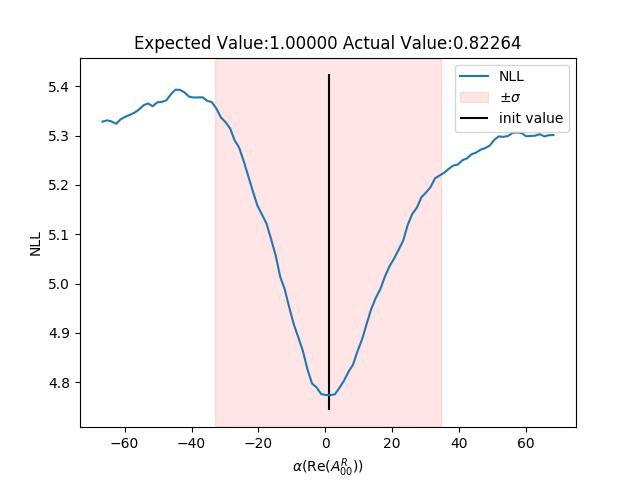 Expected Value:1.00000 Actual Value:0.82264
NLL
±σ
init value
5.4
5.3
5.2
5.1
5.0
4.9
4.8
NLL
−60 −40 −20 0 20 40 60
α(Re(A^R_00))